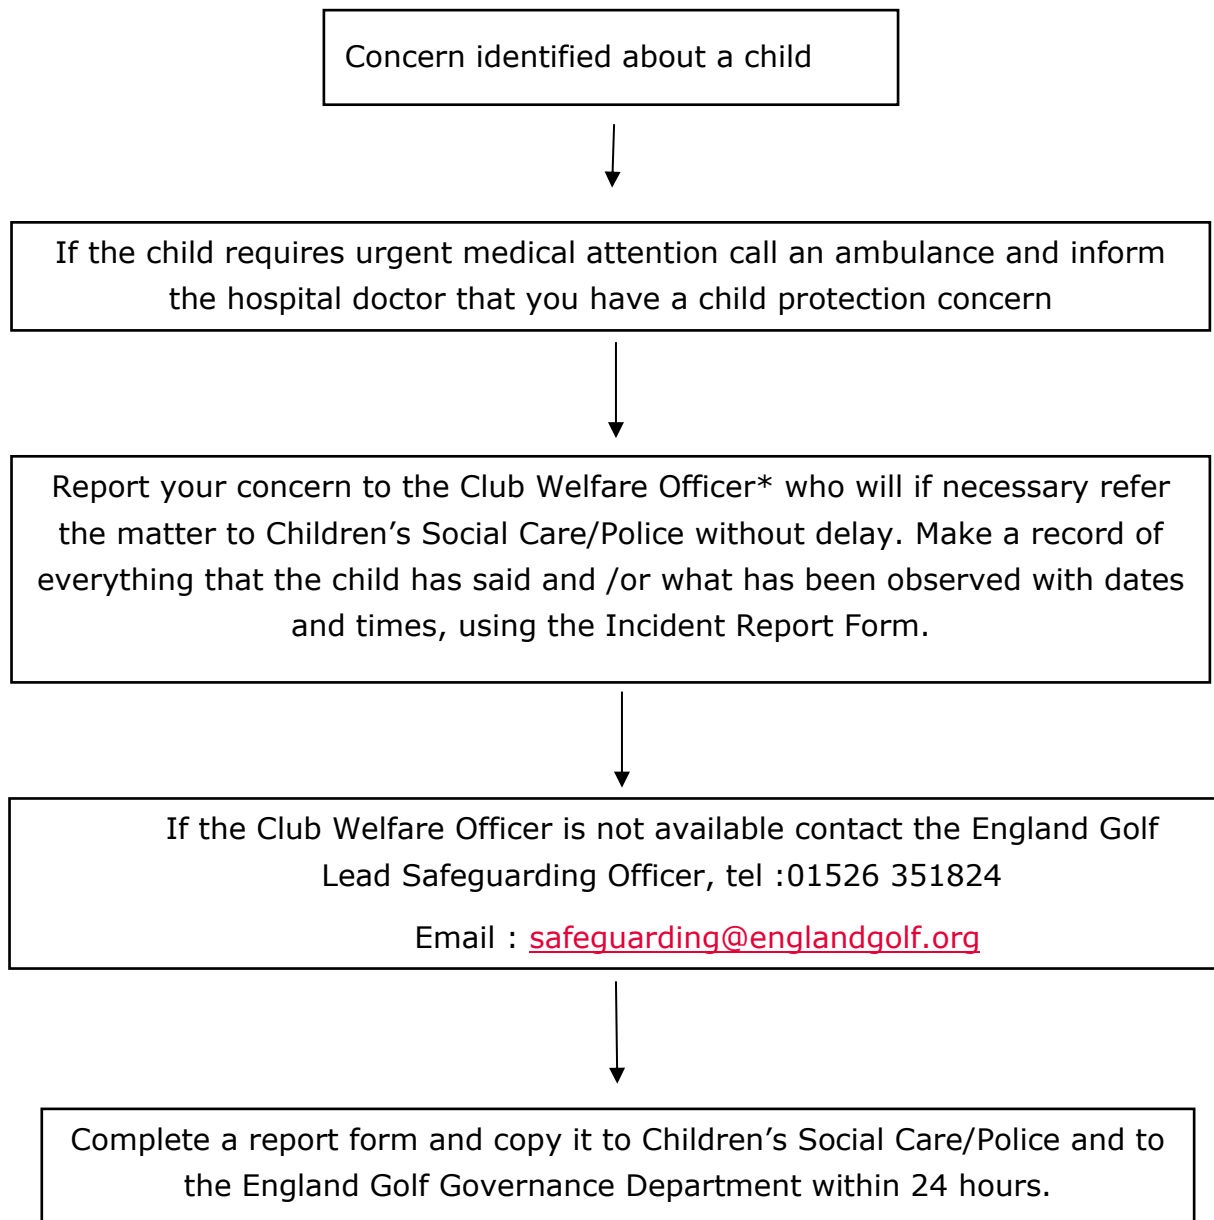 Concern identified about a child
If the child requires urgent medical attention call an ambulance and inform
the hospital doctor that you have a child protection concern
Report your concern to the Club Welfare Officer* who will if necessary refer
the matter to Children’s Social Care/Police without delay. Make a record of
everything that the child has said and /or what has been observed with dates
and times, using the Incident Report Form.
If the Club Welfare Officer is not available contact the England Golf
Lead Safeguarding Officer, tel :01526 351824
Email : safeguarding@englandgolf.org
Complete a report form and copy it to Children’s Social Care/Police and to
the England Golf Governance Department within 24 hours.